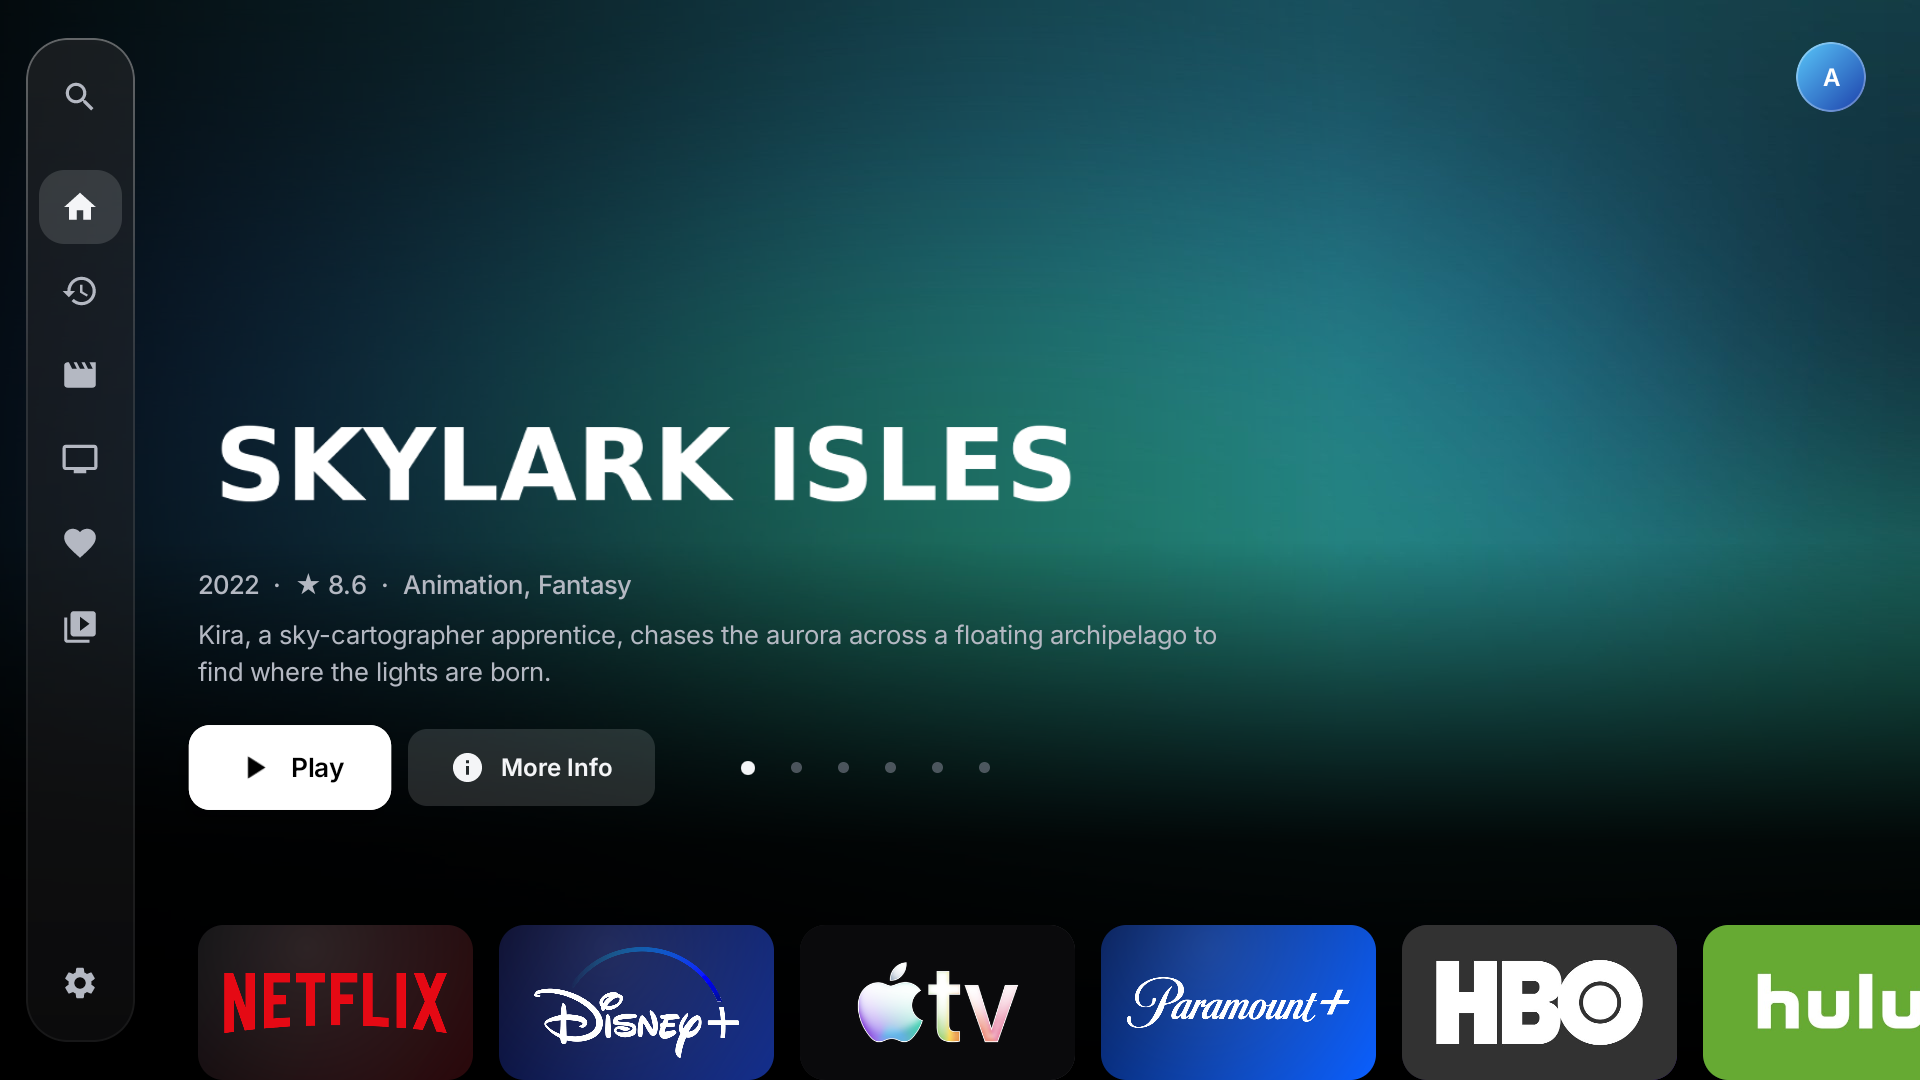 A
SKYLARK ISLES
2022 · ★ 8.6 · Animation, Fantasy
Kira, a sky-cartographer apprentice, chases the aurora across a floating archipelago to
find where the lights are born.
Play
More Info
NETFLIX
Disney+
tv
Paramount+
HBO
hulu